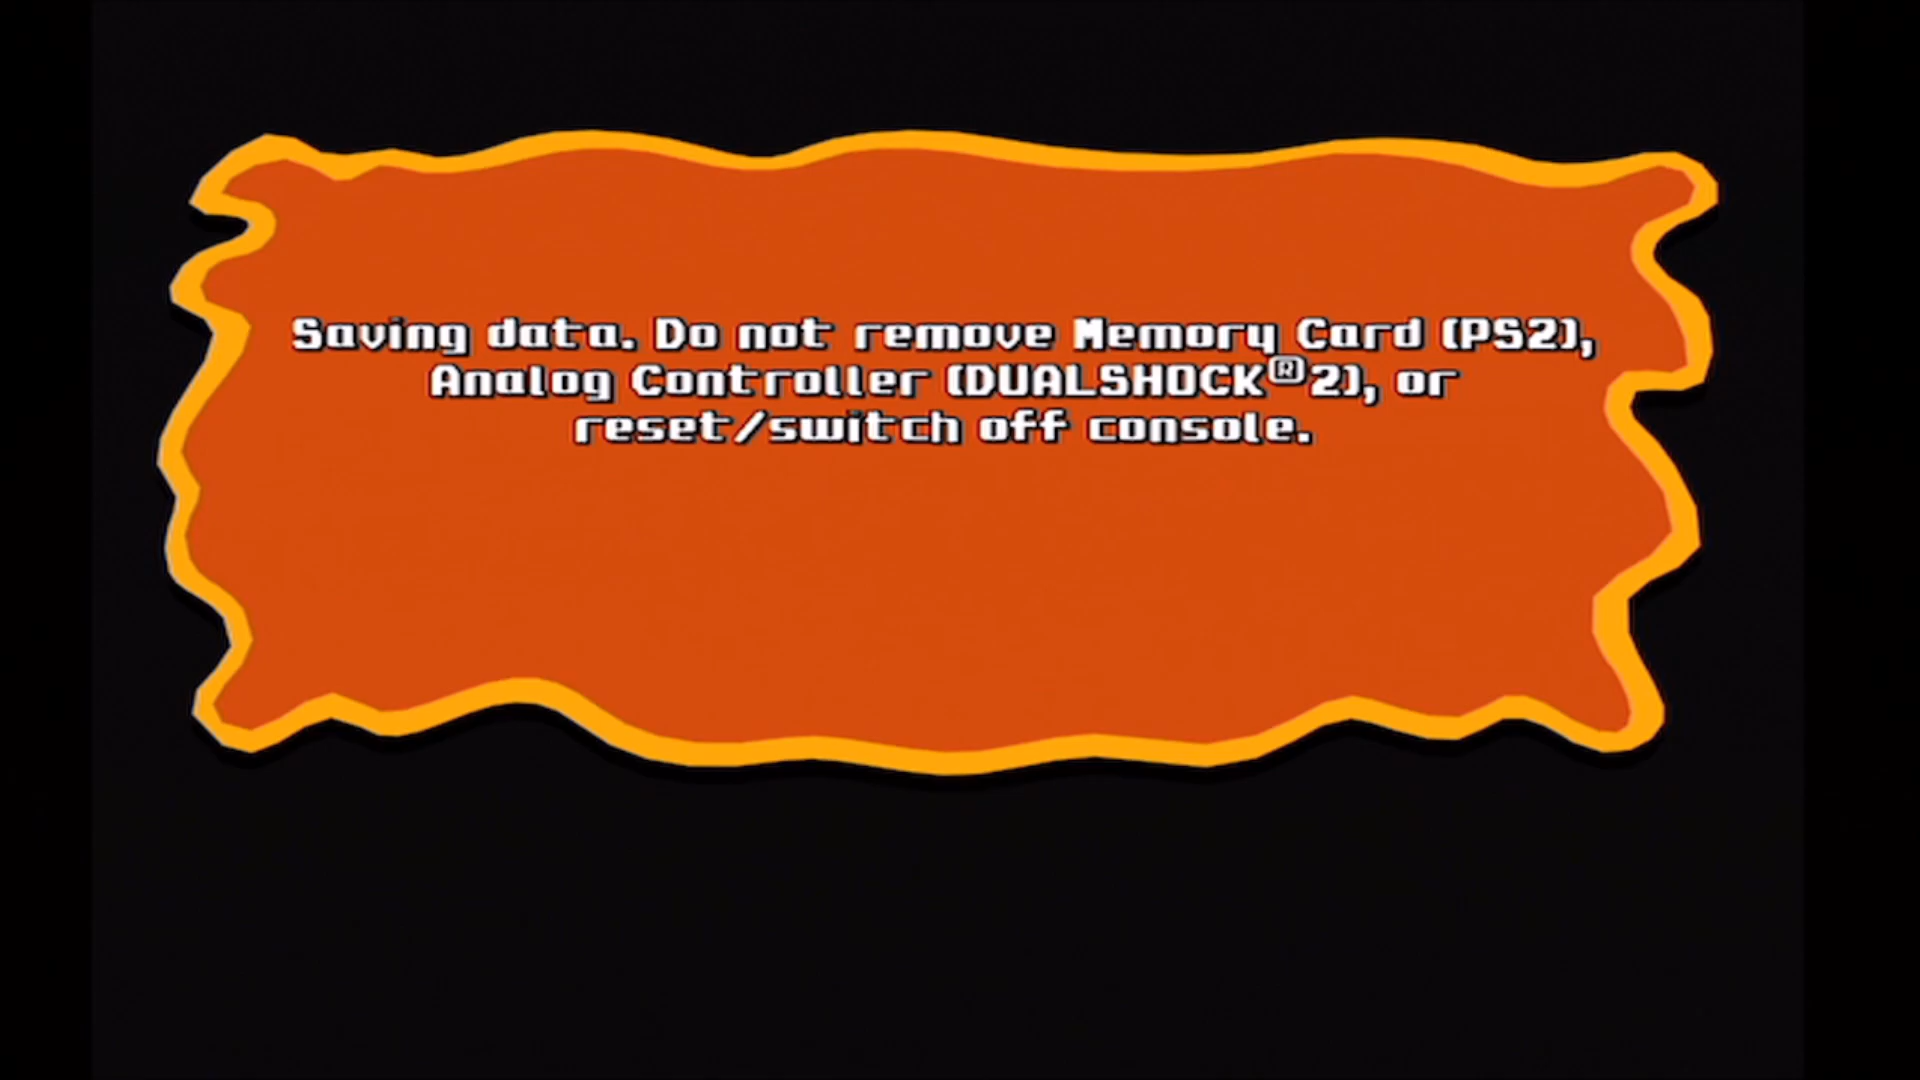 Saving data. Do not remove Memory Card (PS2),
Analog Controller (DUALSHOCK®2), or
reset/switch off console.